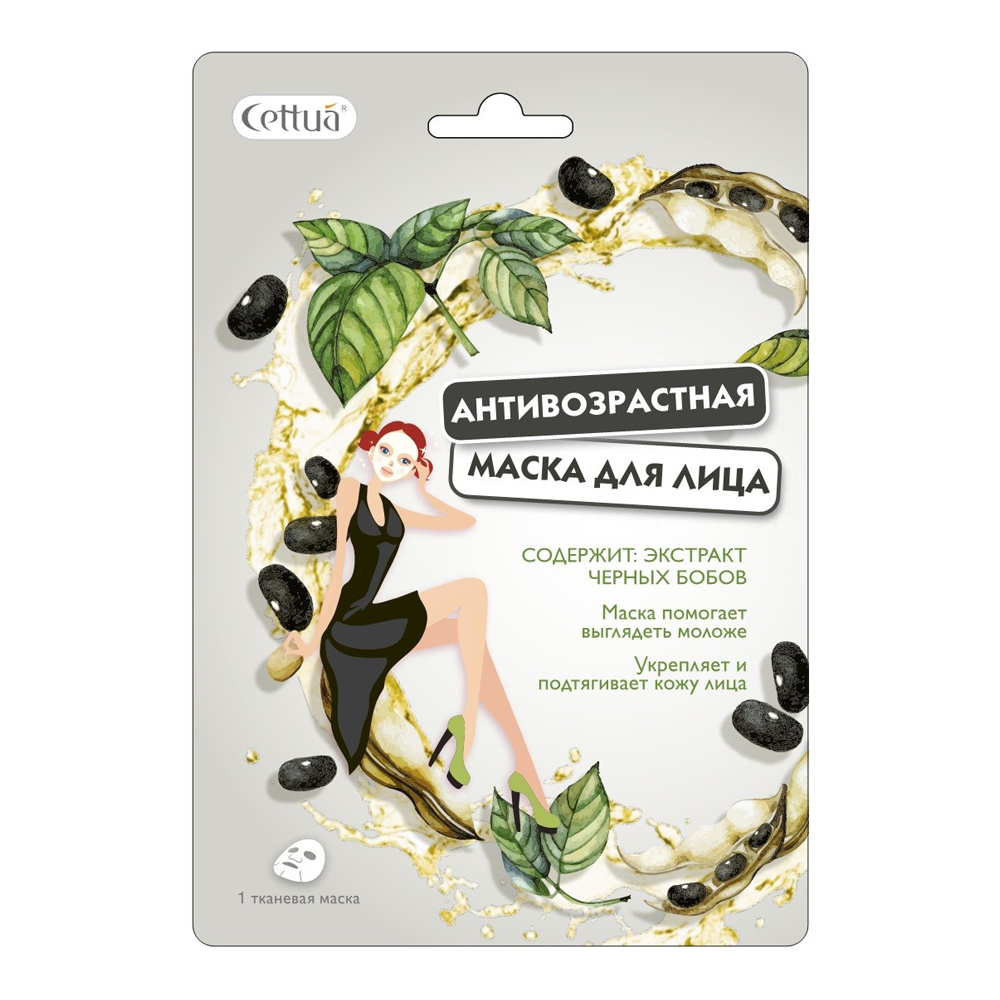 Cettuá®
АНТИВОЗРАСТНАЯ
МАСКА ДЛЯ ЛИЦА
СОДЕРЖИТ: ЭКСТРАКТ
ЧЕРНЫХ БОБОВ
Маска помогает
выглядеть моложе
Укрепляет и
подтягивает кожу лица
1 тканевая маска